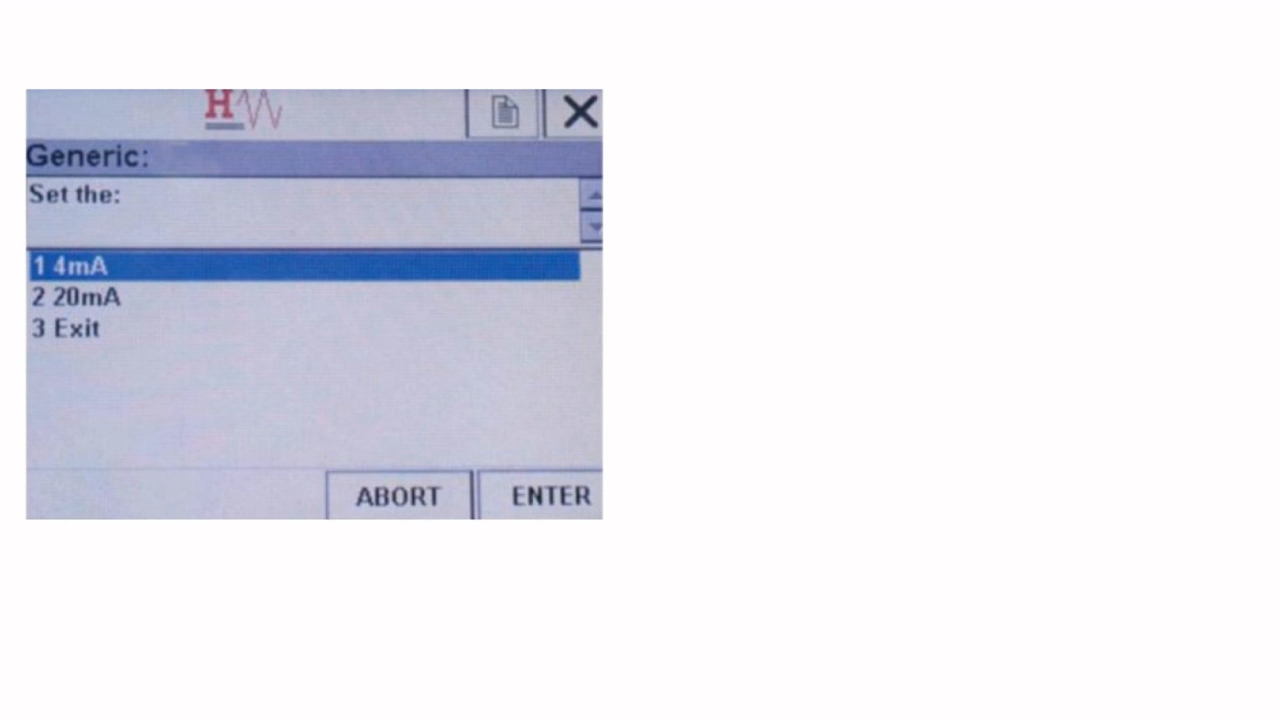 H
Generic:
Set the:
1 4mA
2 20mA
3 Exit
ABORT
ENTER